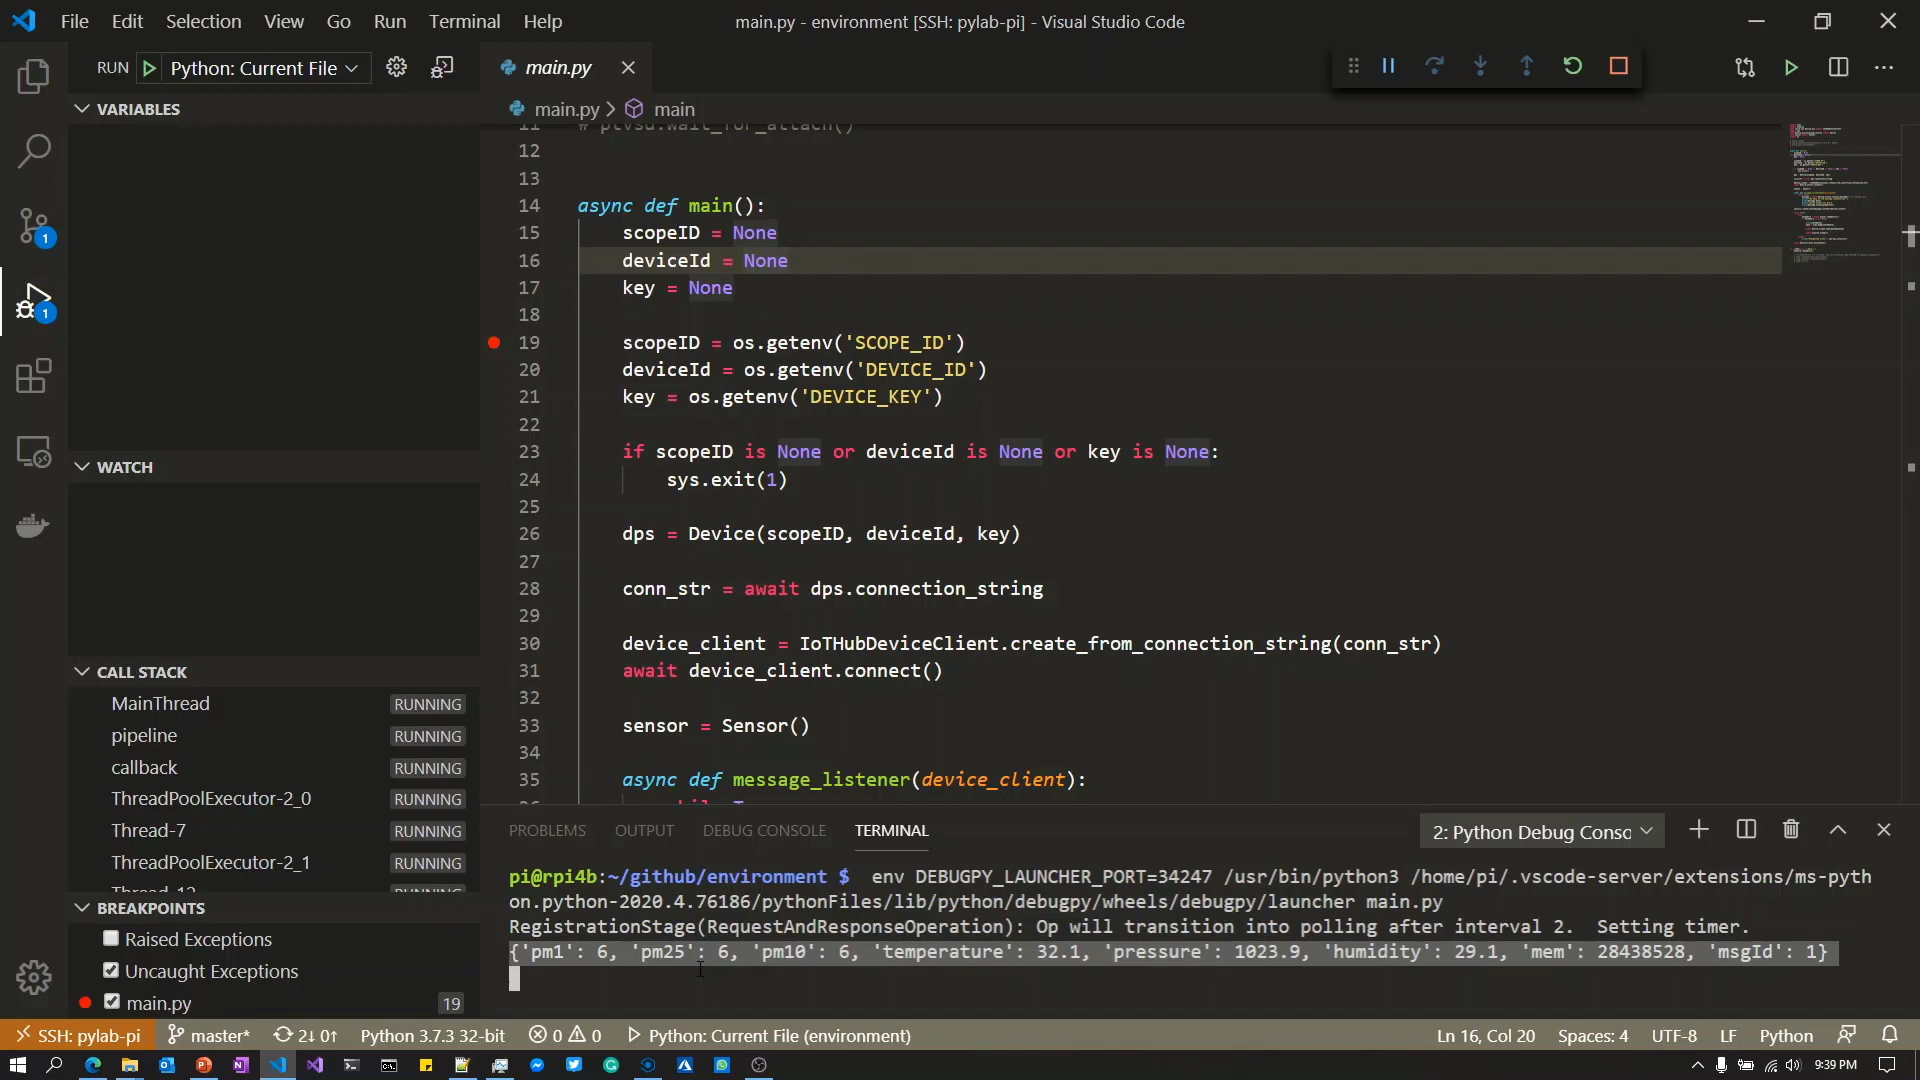 File Edit Selection View Go Run Terminal Help
main.py - environment [SSH: pylab-pi] - Visual Studio Code
RUN Python: Current File
main.py
VARIABLES
main.py > main
11 # ptvsd.wait_for_attach()
12
13
14 async def main():
15 scopeID = None
16 deviceId = None
17 key = None
18
19 scopeID = os.getenv('SCOPE_ID')
20 deviceId = os.getenv('DEVICE_ID')
21 key = os.getenv('DEVICE_KEY')
22
23 if scopeID is None or deviceId is None or key is None:
24 sys.exit(1)
25
26 dps = Device(scopeID, deviceId, key)
27
28 conn_str = await dps.connection_string
29
30 device_client = IoTHubDeviceClient.create_from_connection_string(conn_str)
31 await device_client.connect()
32
33 sensor = Sensor()
34
35 async def message_listener(device_client):
1
1
WATCH
CALL STACK
MainThread RUNNING
pipeline RUNNING
callback RUNNING
ThreadPoolExecutor-2_0 RUNNING
Thread-7 RUNNING
ThreadPoolExecutor-2_1 RUNNING
BREAKPOINTS
Raised Exceptions
Uncaught Exceptions
main.py 19
PROBLEMS OUTPUT DEBUG CONSOLE TERMINAL
2: Python Debug Conso
pi@rpi4b:~/github/environment $ env DEBUGPY_LAUNCHER_PORT=34247 /usr/bin/python3 /home/pi/.vscode-server/extensions/ms-pyth
on.python-2020.4.76186/pythonFiles/lib/python/debugpy/wheels/debugpy/launcher main.py
RegistrationStage(RequestAndResponseOperation): Op will transition into polling after interval 2. Setting timer.
{'pm1': 6, 'pm25': 6, 'pm10': 6, 'temperature': 32.1, 'pressure': 1023.9, 'humidity': 29.1, 'mem': 28438528, 'msgId': 1}
SSH: pylab-pi master* 2↓ 0↑ Python 3.7.3 32-bit 0 0 Python: Current File (environment) Ln 16, Col 20 Spaces: 4 UTF-8 LF Python
9:39 PM